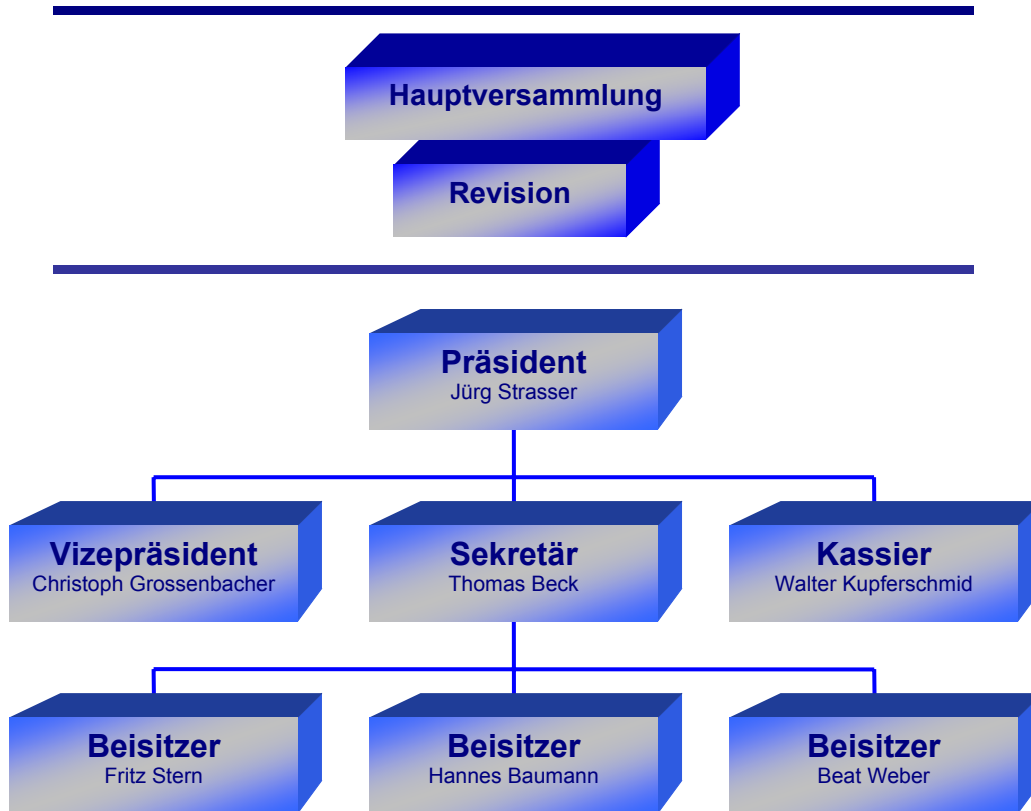 Hauptversammlung
Revision
Präsident
Jürg Strasser
Vizepräsident
Christoph Grossenbacher
Sekretär
Thomas Beck
Kassier
Walter Kupferschmid
Beisitzer
Fritz Stern
Beisitzer
Hannes Baumann
Beisitzer
Beat Weber